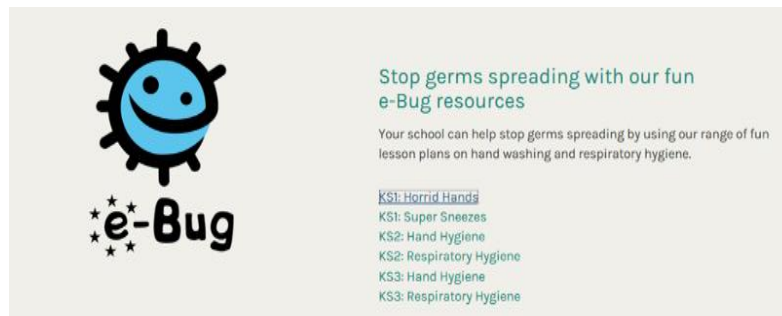 e-Bug
Stop germs spreading with our fun
e-Bug resources
Your school can help stop germs spreading by using our range of fun
lesson plans on hand washing and respiratory hygiene.
KS1: Horrid Hands
KS1: Super Sneezes
KS2: Hand Hygiene
KS2: Respiratory Hygiene
KS3: Hand Hygiene
KS3: Respiratory Hygiene